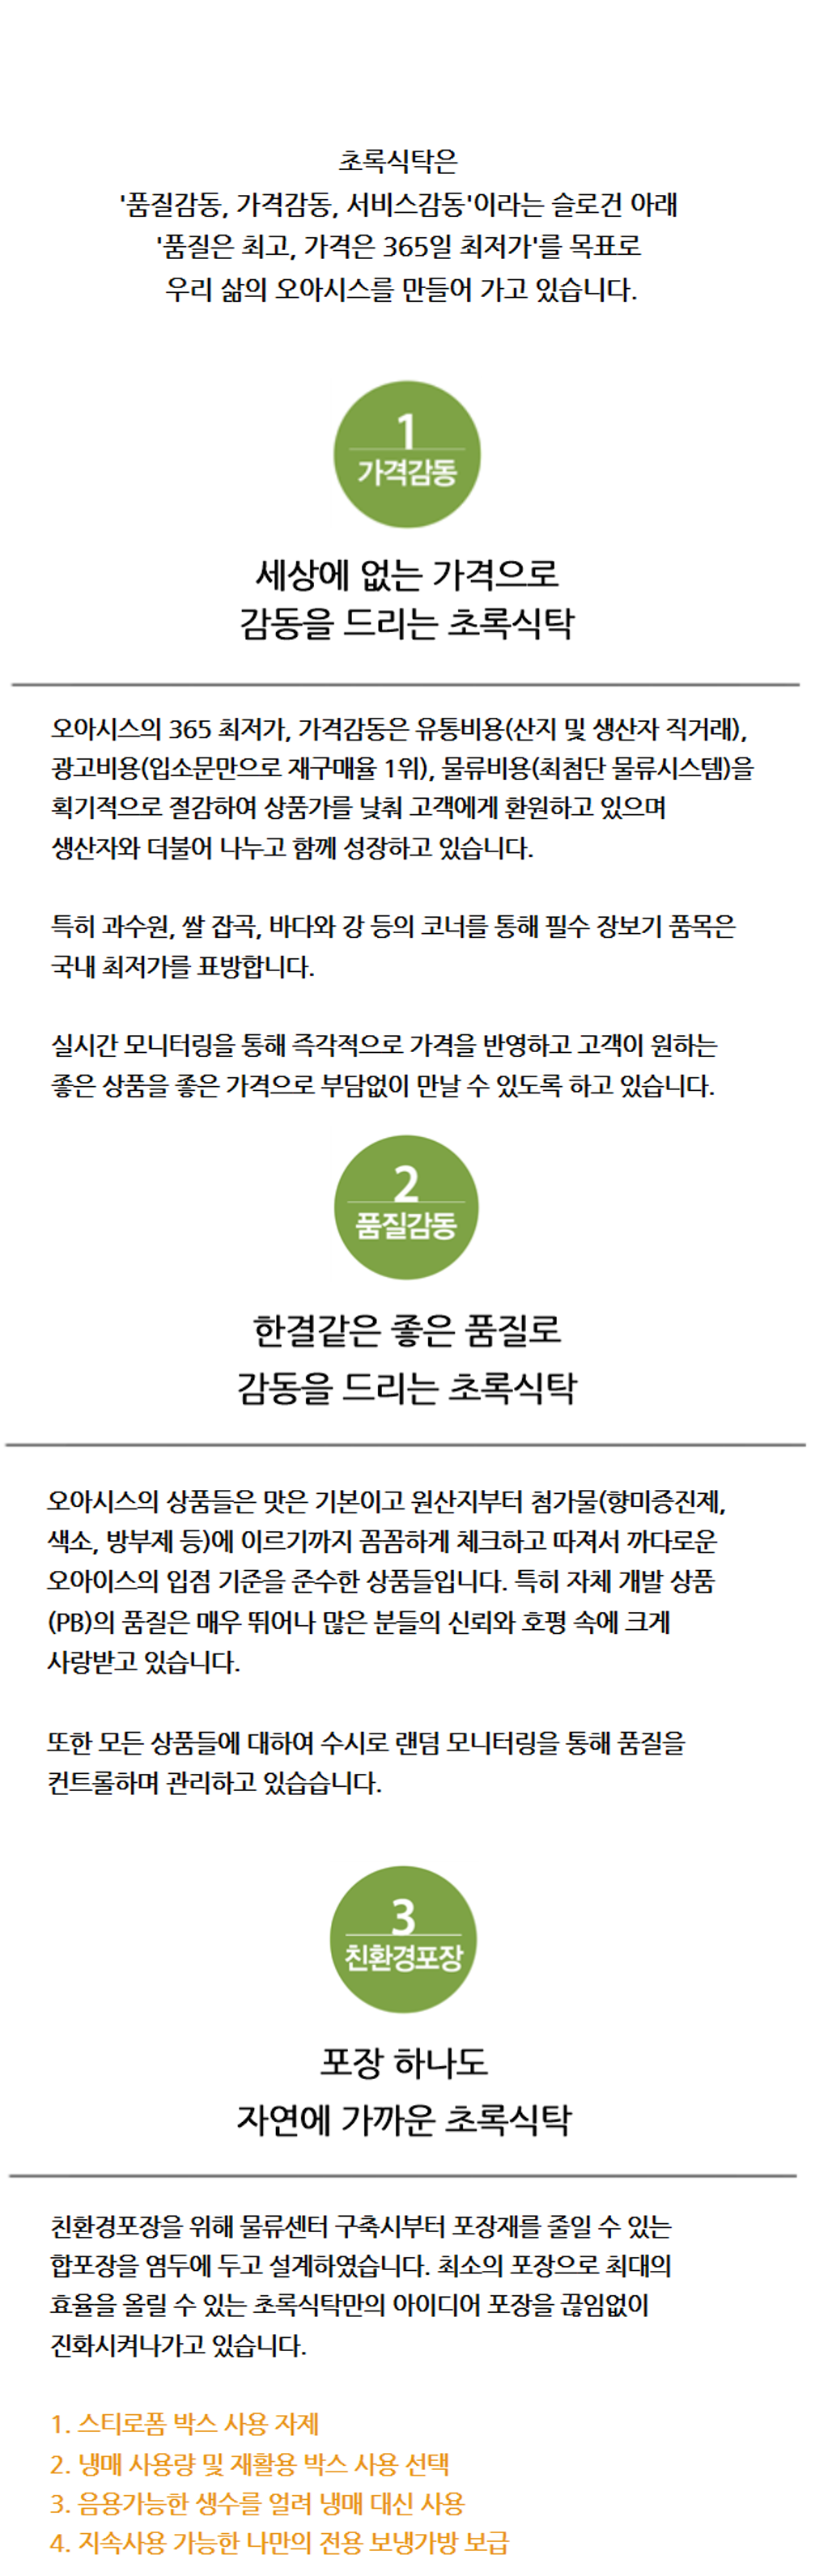 초록식탁은
'품질감동, 가격감동, 서비스감동'이라는 슬로건 아래
'품질은 최고, 가격은 365일 최저가'를 목표로
우리 삶의 오아시스를 만들어 가고 있습니다.
1
가격감동
세상에 없는 가격으로
감동을 드리는 초록식탁
오아시스의 365 최저가, 가격감동은 유통비용(산지 및 생산자 직거래),
광고비용(입소문만으로 재구매율 1위), 물류비용(최첨단 물류시스템)을
획기적으로 절감하여 상품가를 낮춰 고객에게 환원하고 있으며
생산자와 더불어 나누고 함께 성장하고 있습니다.
특히 과수원, 쌀 잡곡, 바다와 강 등의 코너를 통해 필수 장보기 품목은
국내 최저가를 표방합니다.
실시간 모니터링을 통해 즉각적으로 가격을 반영하고 고객이 원하는
좋은 상품을 좋은 가격으로 부담없이 만날 수 있도록 하고 있습니다.
2
품질감동
한결같은 좋은 품질로
감동을 드리는 초록식탁
오아시스의 상품들은 맛은 기본이고 원산지부터 첨가물(향미증진제,
색소, 방부제 등)에 이르기까지 꼼꼼하게 체크하고 따져서 까다로운
오아이스의 입점 기준을 준수한 상품들입니다. 특히 자체 개발 상품
(PB)의 품질은 매우 뛰어나 많은 분들의 신뢰와 호평 속에 크게
사랑받고 있습니다.
또한 모든 상품들에 대하여 수시로 랜덤 모니터링을 통해 품질을
컨트롤하며 관리하고 있습습니다.
3
친환경포장
포장 하나도
자연에 가까운 초록식탁
친환경포장을 위해 물류센터 구축시부터 포장재를 줄일 수 있는
합포장을 염두에 두고 설계하였습니다. 최소의 포장으로 최대의
효율을 올릴 수 있는 초록식탁만의 아이디어 포장을 끊임없이
진화시켜나가고 있습니다.
1. 스티로폼 박스 사용 자제
2. 냉매 사용량 및 재활용 박스 사용 선택
3. 음용가능한 생수를 얼려 냉매 대신 사용
4. 지속사용 가능한 나만의 전용 보냉가방 보급